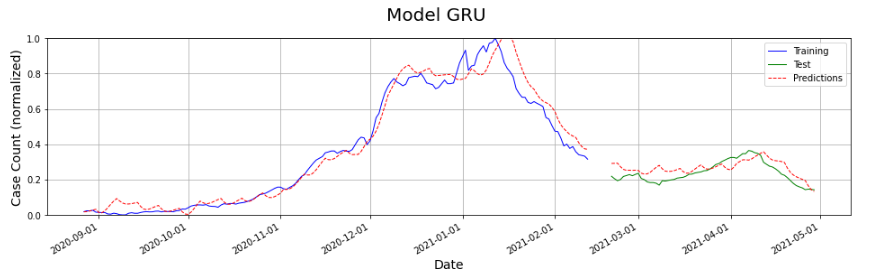 Model GRU
Case Count (normalized)
1.0
0.8
0.6
0.4
0.2
0.0
Training
Test
Predictions
2020-09-01
2020-10-01
2020-11-01
2020-12-01
2021-01-01
2021-02-01
2021-03-01
2021-04-01
2021-05-01
Date